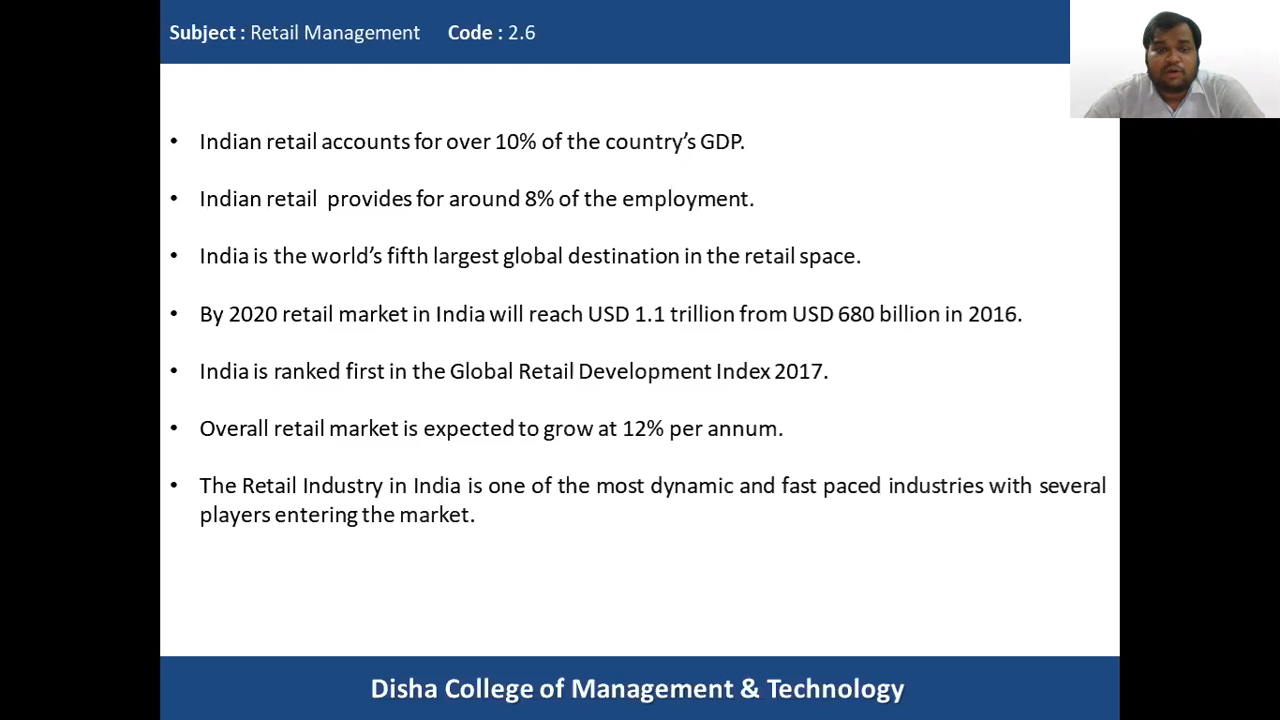 Subject : Retail Management Code : 2.6
• Indian retail accounts for over 10% of the country’s GDP.
• Indian retail provides for around 8% of the employment.
• India is the world’s fifth largest global destination in the retail space.
• By 2020 retail market in India will reach USD 1.1 trillion from USD 680 billion in 2016.
• India is ranked first in the Global Retail Development Index 2017.
• Overall retail market is expected to grow at 12% per annum.
• The Retail Industry in India is one of the most dynamic and fast paced industries with several
players entering the market.
Disha College of Management & Technology